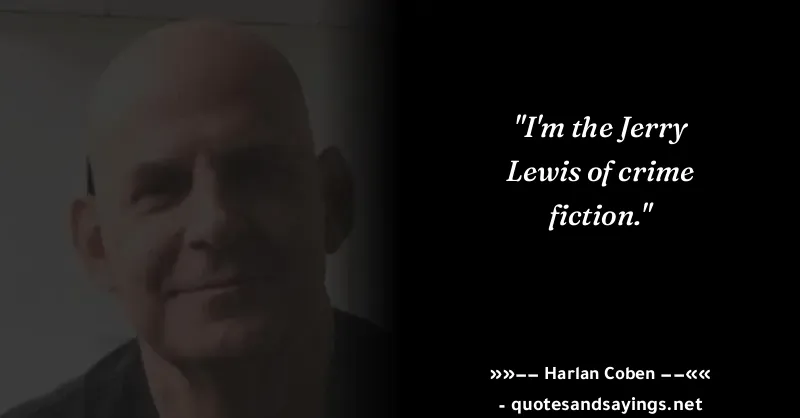 "I'm the Jerry
Lewis of crime
fiction."
»»−− Harlan Coben −−««
- quotesandsayings.net